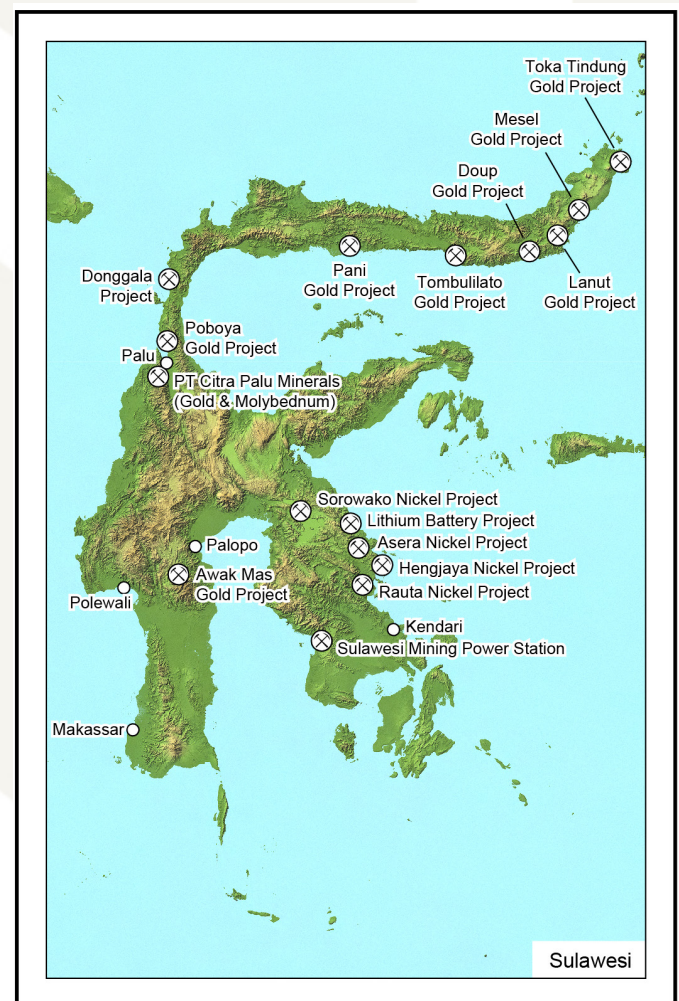 Toka Tindung
Gold Project
Mesel
Gold Project
Doup
Gold Project
Donggala
Project
Pani
Gold Project
Tombulilato
Gold Project
Lanut
Gold Project
Poboya
Gold Project
Palu
PT Citra Palu Minerals
(Gold & Molybednum)
Sorowako Nickel Project
Lithium Battery Project
Asera Nickel Project
Palopo
Hengjaya Nickel Project
Awak Mas
Gold Project
Rauta Nickel Project
Polewali
Kendari
Sulawesi Mining Power Station
Makassar
Sulawesi